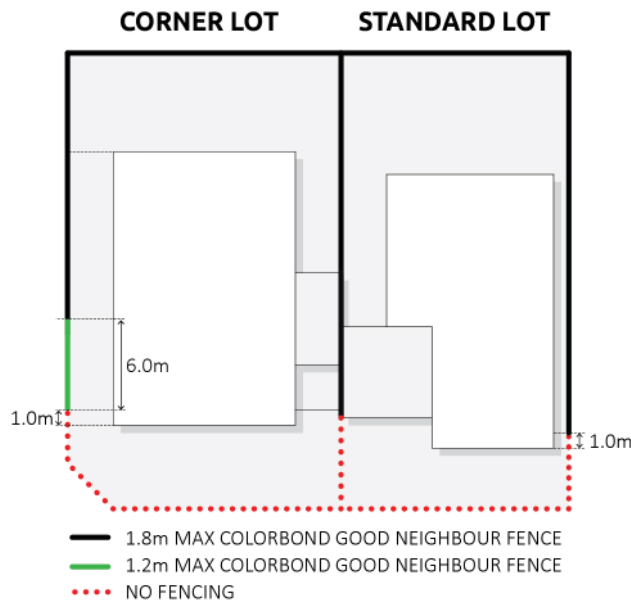 CORNER LOT
STANDARD LOT
6.0m
1.0m
1.0m
1.8m MAX COLORBOND GOOD NEIGHBOUR FENCE
1.2m MAX COLORBOND GOOD NEIGHBOUR FENCE
NO FENCING